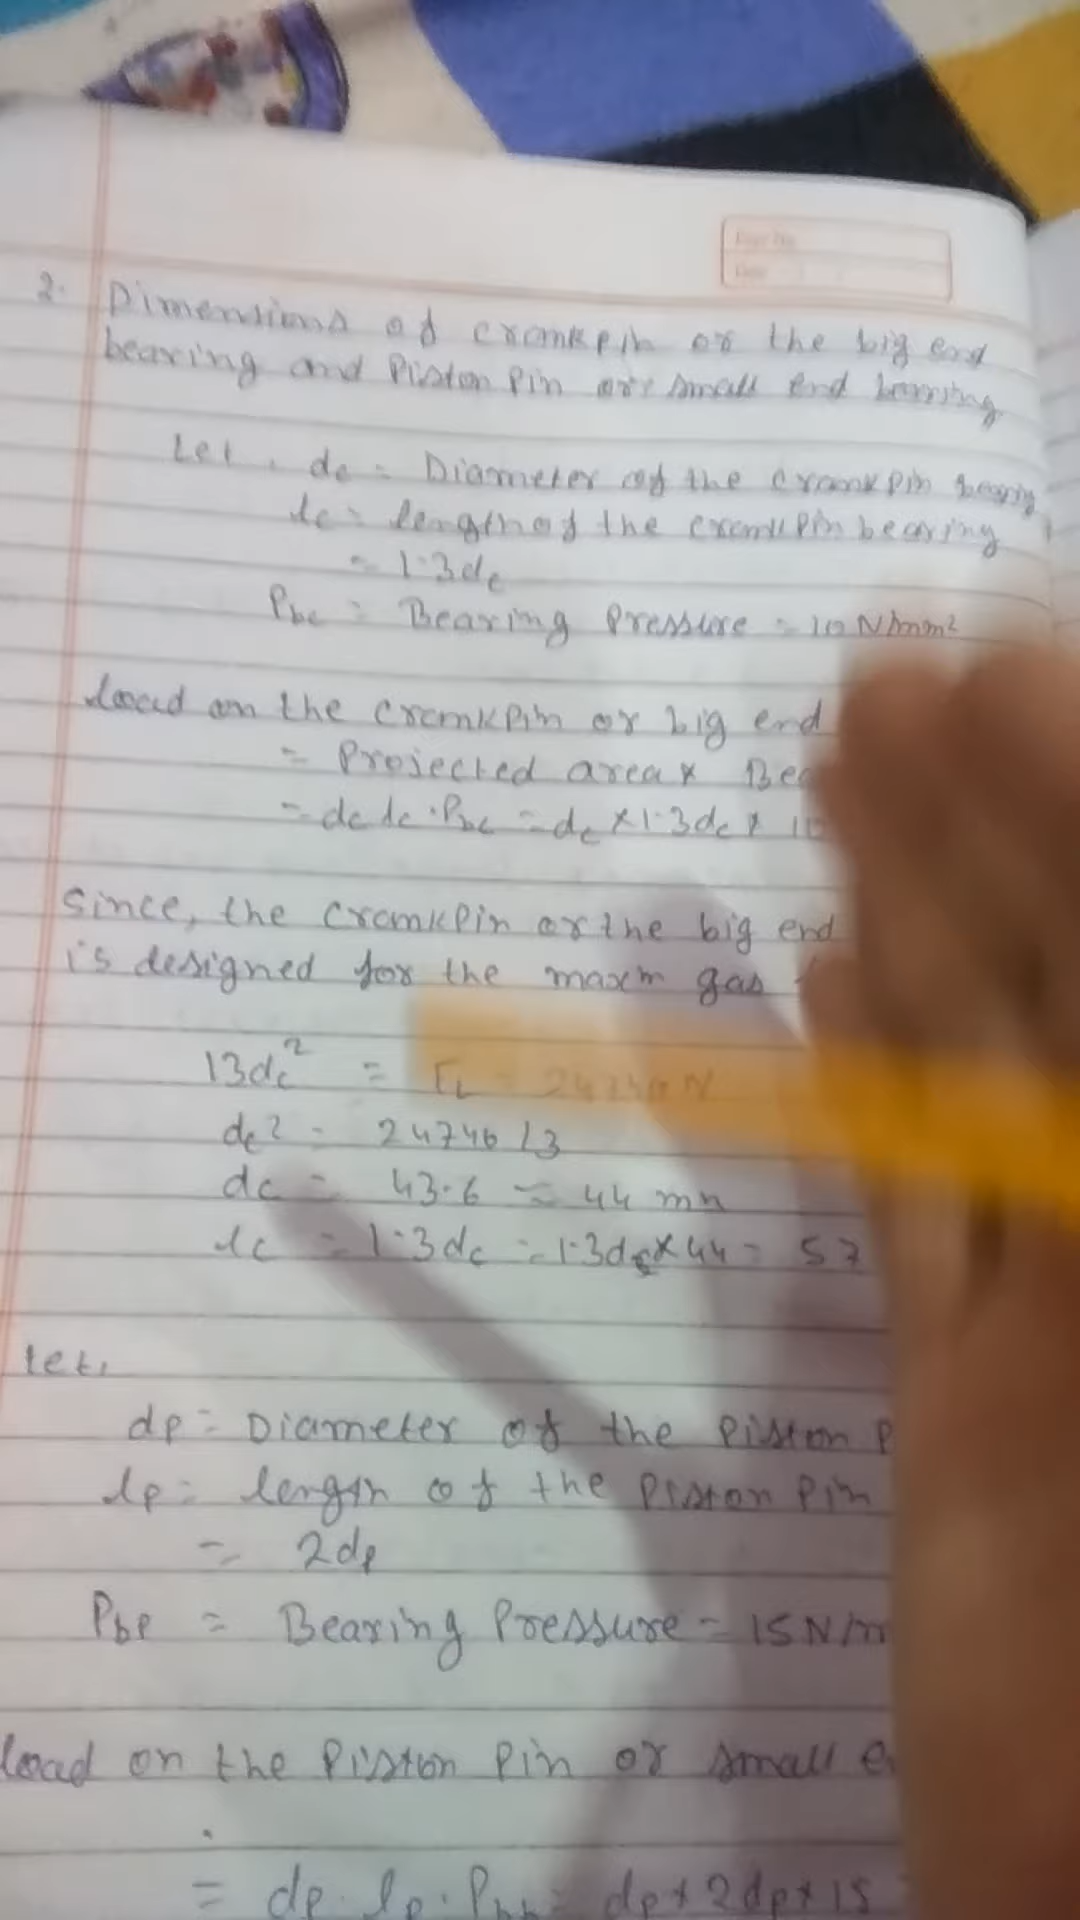 2. Dimensions of crankpin or the big end
bearing and Piston Pin or small end bearing
Let, dc = Diameter of the crankpin bearing
lc = length of the crankpin bearing
= 1.3dc
Pbc = Bearing Pressure = 10 N/mm²
load on the crankpin or big end
= Projected area × Bea
= dc lc · Pbc = dc × 1.3dc × 10
Since, the crankpin or the big end
is designed for the maxm gas
13dc² = FL = 24740 N
dc² = 24740 13
dc = 43.6 = 44 mm
lc = 1.3dc = 1.3dc × 44 = 57
Let,
dp = Diameter of the piston P
lp = length of the piston Pin
= 2dp
Pbp = Bearing Pressure = 15 N/m
load on the Piston Pin or small e
= dp · lp · Pbp = dp × 2dp × 15